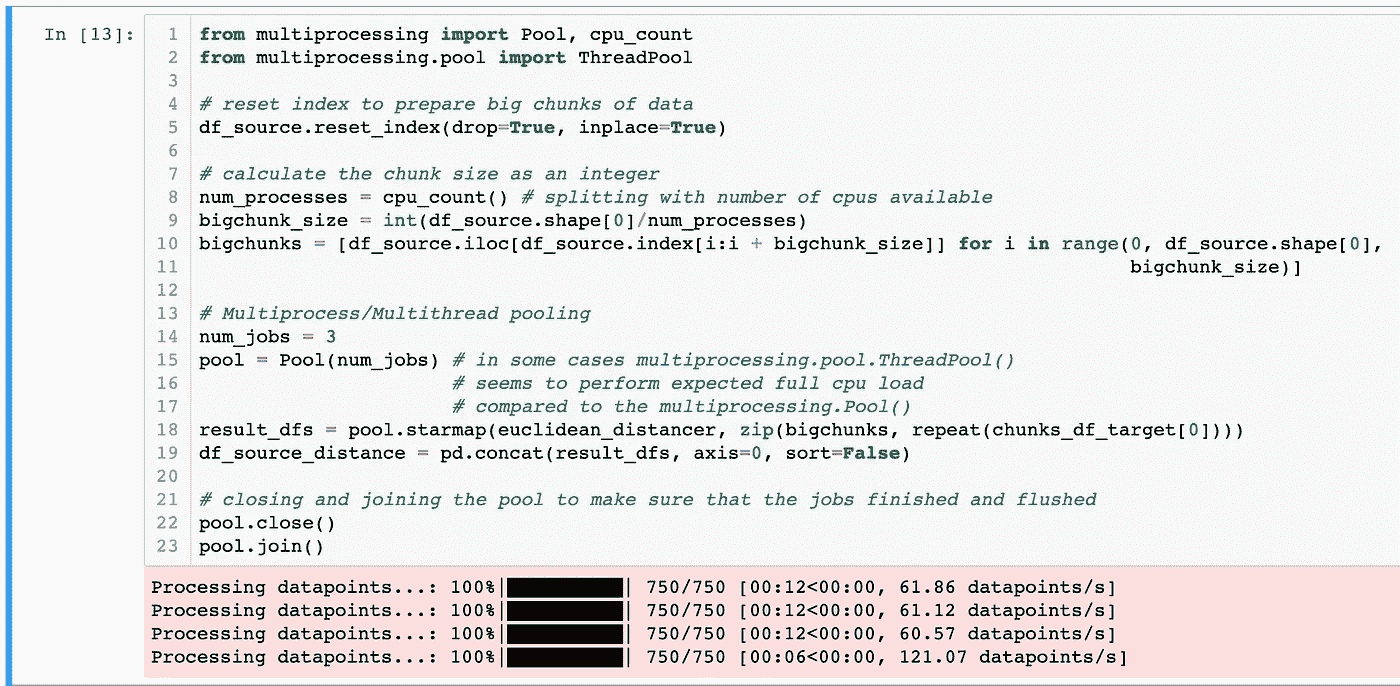 In [13]:
1 from multiprocessing import Pool, cpu_count
2 from multiprocessing.pool import ThreadPool
3
4 # reset index to prepare big chunks of data
5 df_source.reset_index(drop=True, inplace=True)
6
7 # calculate the chunk size as an integer
8 num_processes = cpu_count() # splitting with number of cpus available
9 bigchunk_size = int(df_source.shape[0]/num_processes)
10 bigchunks = [df_source.iloc[df_source.index[i:i + bigchunk_size]] for i in range(0, df_source.shape[0],
11 bigchunk_size)]
12
13 # Multiprocess/Multithread pooling
14 num_jobs = 3
15 pool = Pool(num_jobs) # in some cases multiprocessing.pool.ThreadPool()
16 # seems to perform expected full cpu load
17 # compared to the multiprocessing.Pool()
18 result_dfs = pool.starmap(euclidean_distancer, zip(bigchunks, repeat(chunks_df_target[0])))
19 df_source_distance = pd.concat(result_dfs, axis=0, sort=False)
20
21 # closing and joining the pool to make sure that the jobs finished and flushed
22 pool.close()
23 pool.join()
Processing datapoints...: 100%|██████████| 750/750 [00:12<00:00, 61.86 datapoints/s]
Processing datapoints...: 100%|██████████| 750/750 [00:12<00:00, 61.12 datapoints/s]
Processing datapoints...: 100%|██████████| 750/750 [00:12<00:00, 60.57 datapoints/s]
Processing datapoints...: 100%|██████████| 750/750 [00:06<00:00, 121.07 datapoints/s]